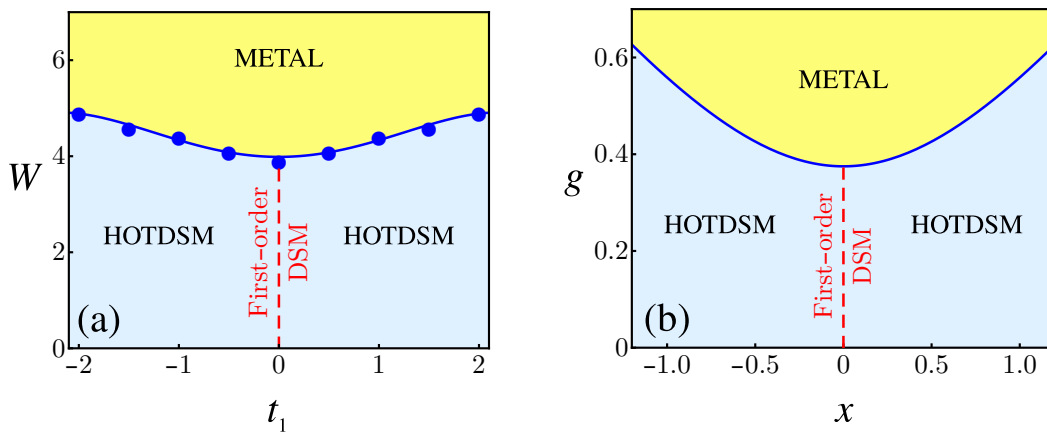 METAL
HOTDSM
HOTDSM
First-order
DSM
(a)
W
6
4
2
0
−2
−1
0
1
2
t₁
METAL
HOTDSM
HOTDSM
First-order
DSM
(b)
g
0.6
0.4
0.2
0
−1.0
−0.5
0
0.5
1.0
x